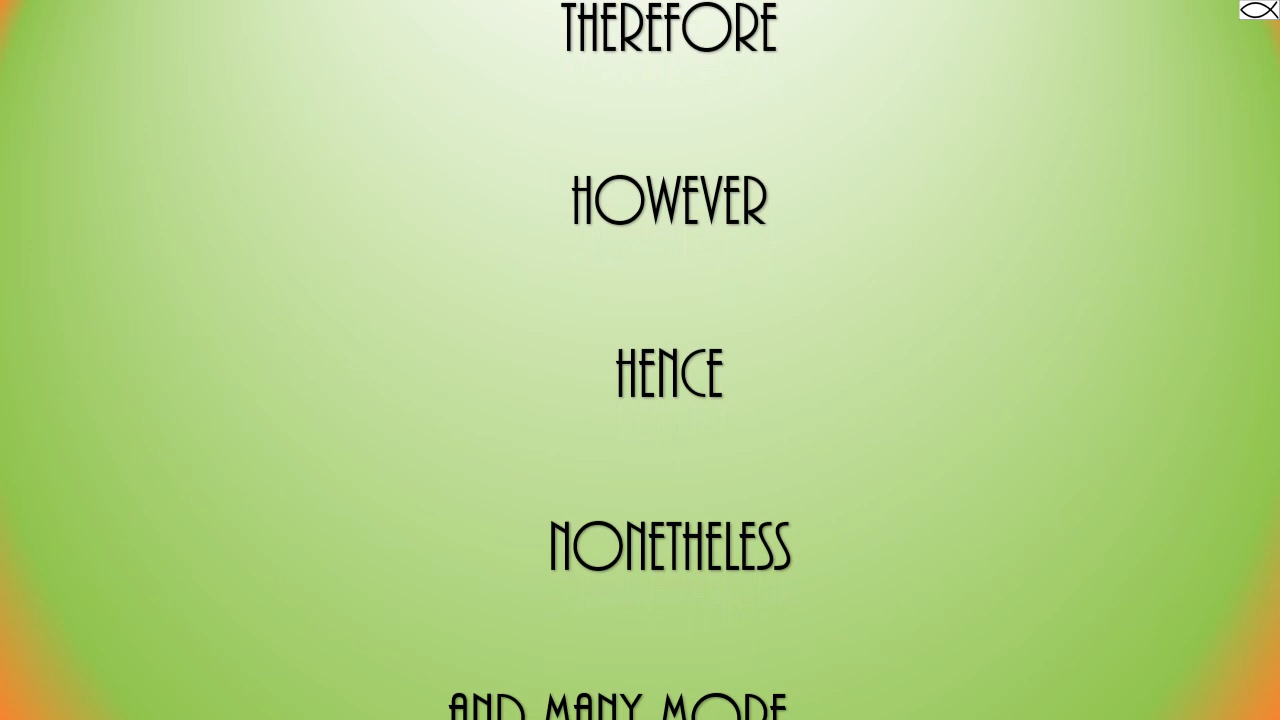 THEREFORE
HOWEVER
HENCE
NONETHELESS
AND MANY MORE